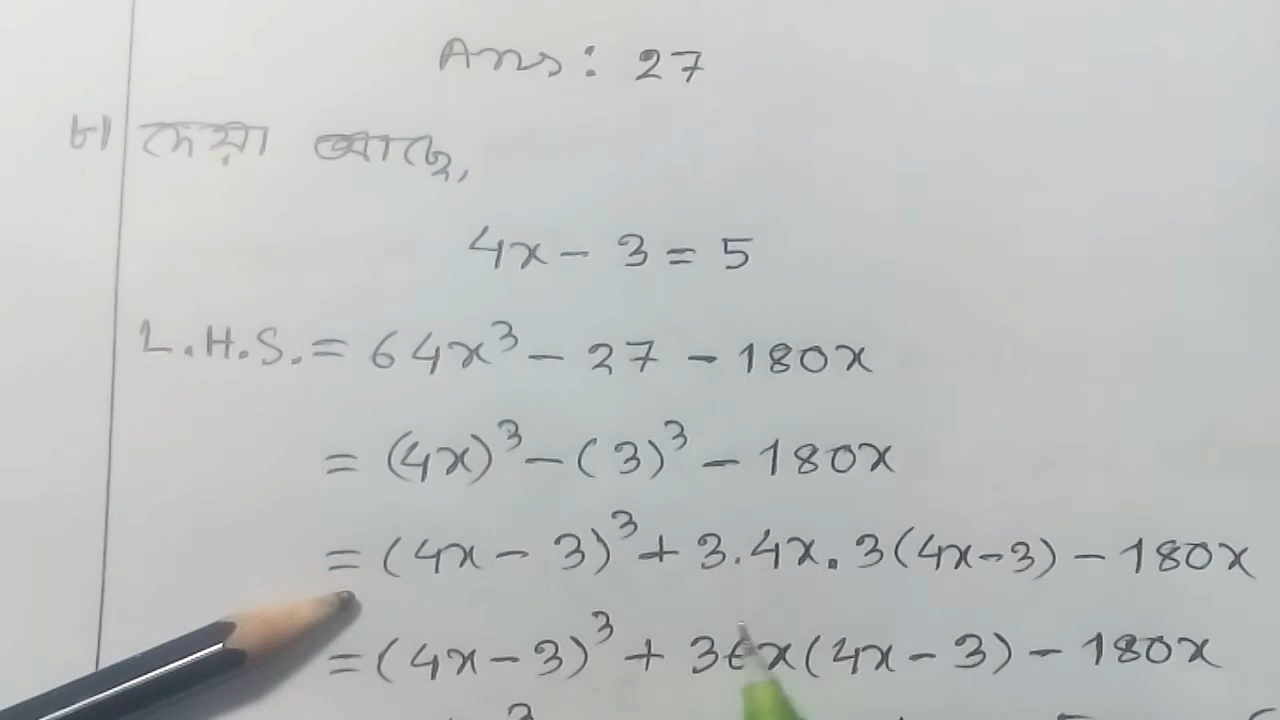 Ans : 27
৮। দেয়া আছে,
4x - 3 = 5
L.H.S. = 64x³ - 27 - 180x
= (4x)³ - (3)³ - 180x
= (4x - 3)³ + 3.4x.3(4x-3) - 180x
= (4x-3)³ + 36x(4x-3) - 180x